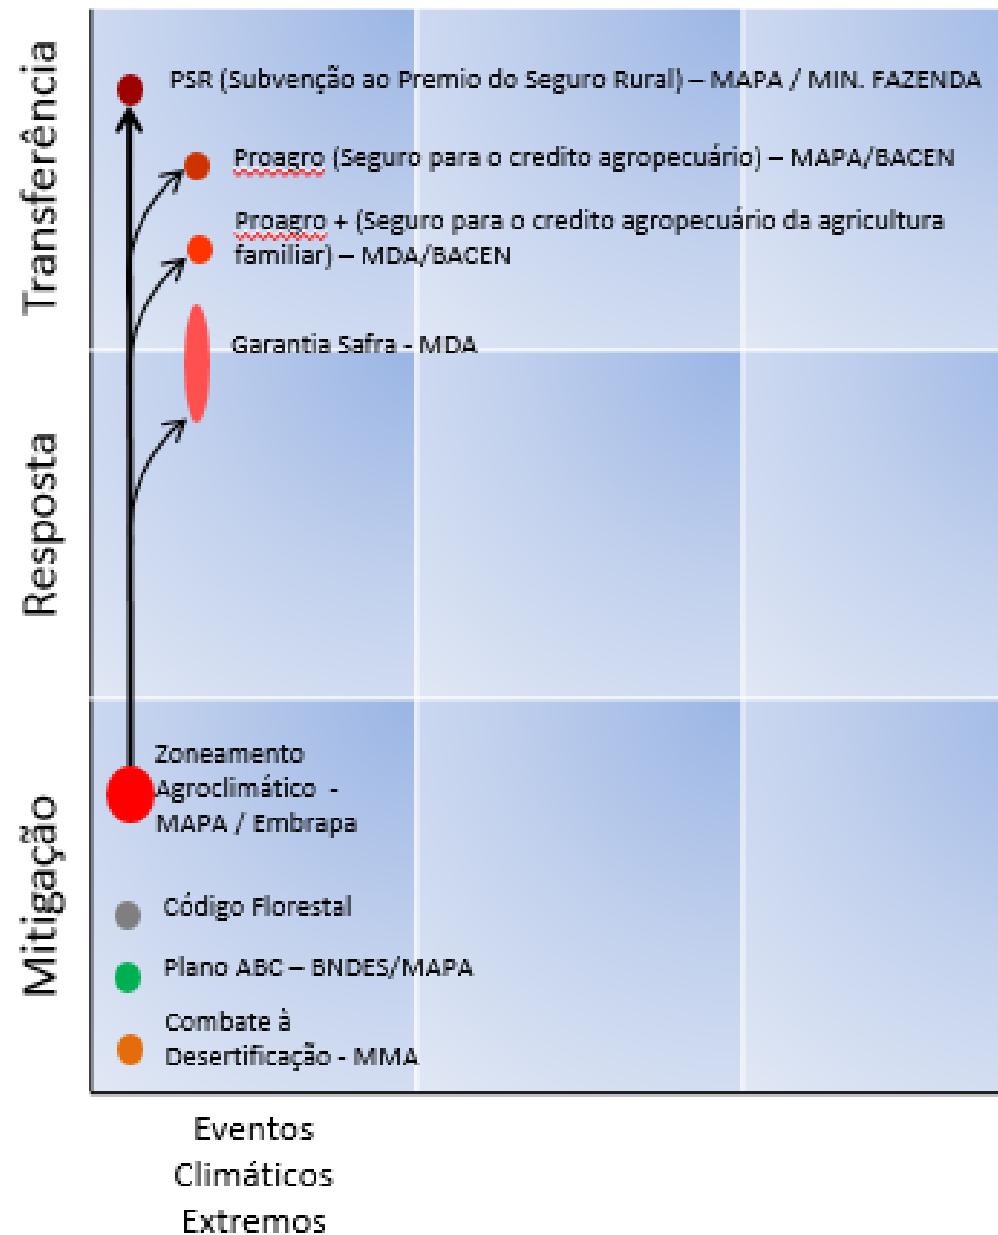 Transferência
PSR (Subvenção ao Premio do Seguro Rural) – MAPA / MIN. FAZENDA
Proagro (Seguro para o credito agropecuário) – MAPA/BACEN
Proagro + (Seguro para o credito agropecuário da agricultura
familiar) – MDA/BACEN
Garantia Safra - MDA
Resposta
Mitigação
Zoneamento
Agroclimático -
MAPA / Embrapa
Código Florestal
Plano ABC – BNDES/MAPA
Combate à
Desertificação - MMA
Eventos
Climáticos
Extremos